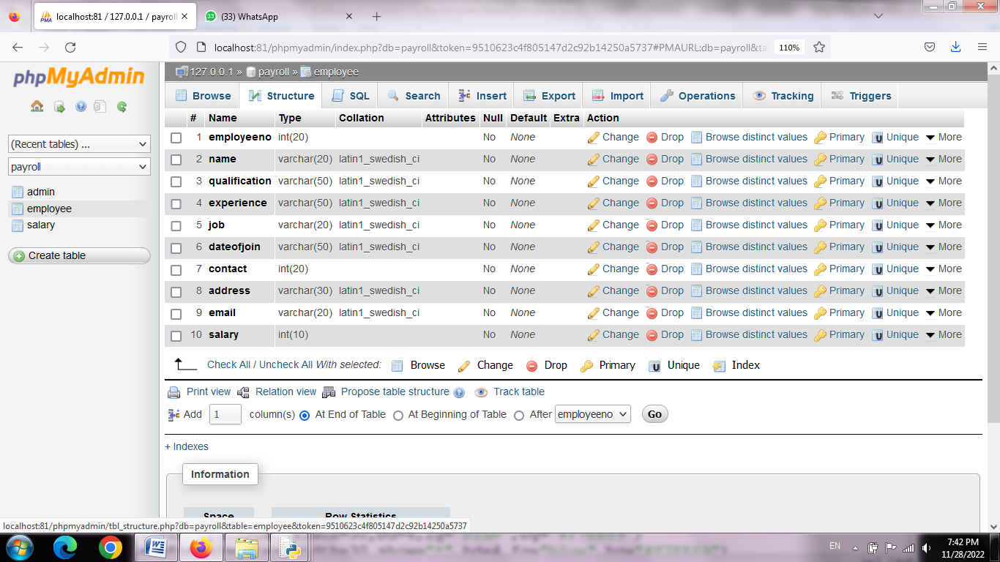 localhost:81 / 127.0.0.1 / payroll
(33) WhatsApp
localhost:81/phpmyadmin/index.php?db=payroll&token=9510623c4f805147d2c92b14250a5737#PMAURL:db=payroll&ta
110%
phpMyAdmin
(Recent tables) ...
payroll
admin
employee
salary
Create table
127.0.0.1 » payroll » employee
Browse Structure SQL Search Insert Export Import Operations Tracking Triggers
# Name Type Collation Attributes Null Default Extra Action
1 employeeno int(20) No None Change Drop Browse distinct values Primary Unique More
2 name varchar(20) latin1_swedish_ci No None Change Drop Browse distinct values Primary Unique More
3 qualification varchar(50) latin1_swedish_ci No None Change Drop Browse distinct values Primary Unique More
4 experience varchar(50) latin1_swedish_ci No None Change Drop Browse distinct values Primary Unique More
5 job varchar(20) latin1_swedish_ci No None Change Drop Browse distinct values Primary Unique More
6 dateofjoin varchar(50) latin1_swedish_ci No None Change Drop Browse distinct values Primary Unique More
7 contact int(20) No None Change Drop Browse distinct values Primary Unique More
8 address varchar(30) latin1_swedish_ci No None Change Drop Browse distinct values Primary Unique More
9 email varchar(20) latin1_swedish_ci No None Change Drop Browse distinct values Primary Unique More
10 salary int(10) No None Change Drop Browse distinct values Primary Unique More
Check All / Uncheck All With selected: Browse Change Drop Primary Unique Index
Print view Relation view Propose table structure Track table
Add 1 column(s) At End of Table At Beginning of Table After employeeno Go
+ Indexes
Information
Space Row Statistics
localhost:81/phpmyadmin/tbl_structure.php?db=payroll&table=employee&token=9510623c4f805147d2c92b14250a5737
EN
7:42 PM
11/28/2022